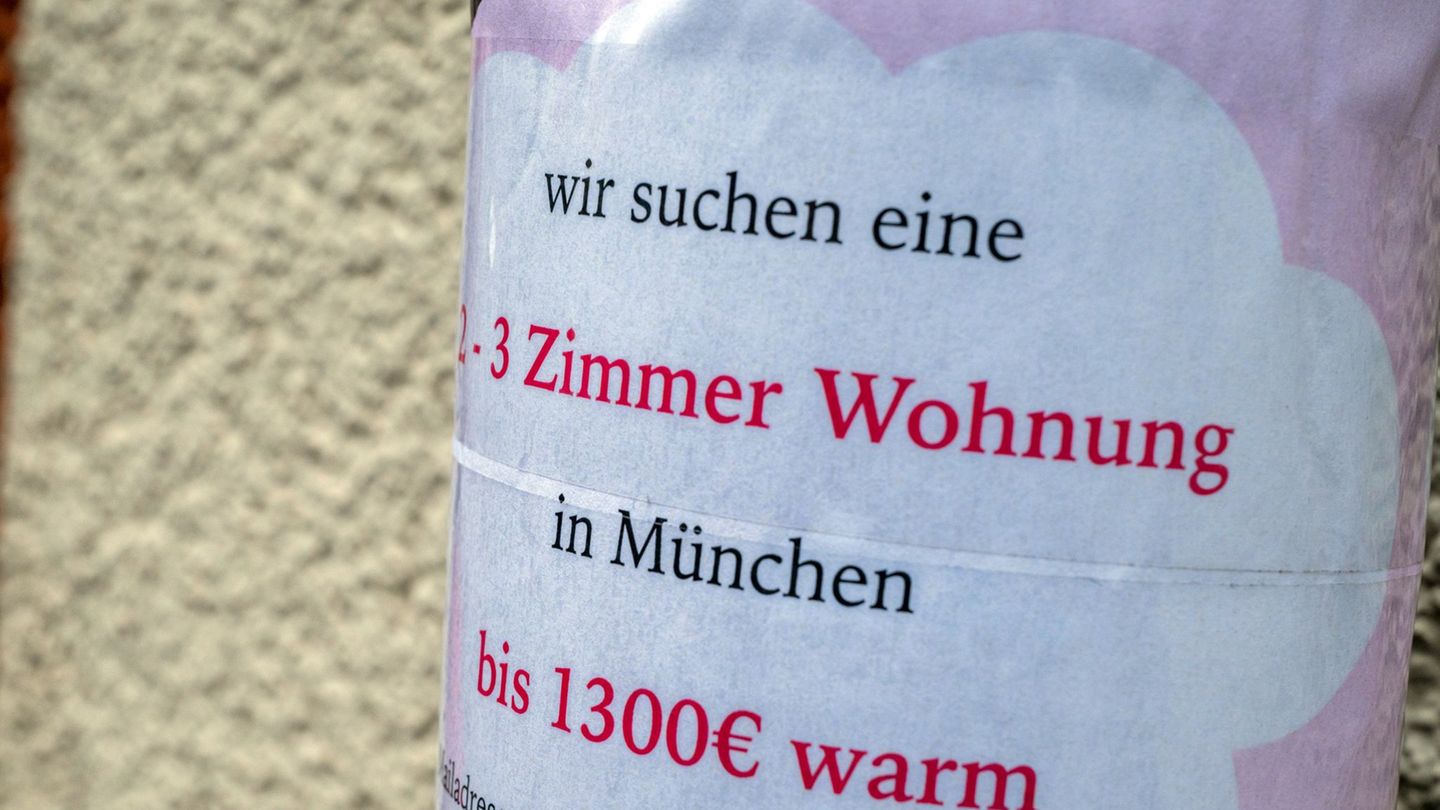 wir suchen eine
2 - 3 Zimmer Wohnung
in München
bis 1300€ warm